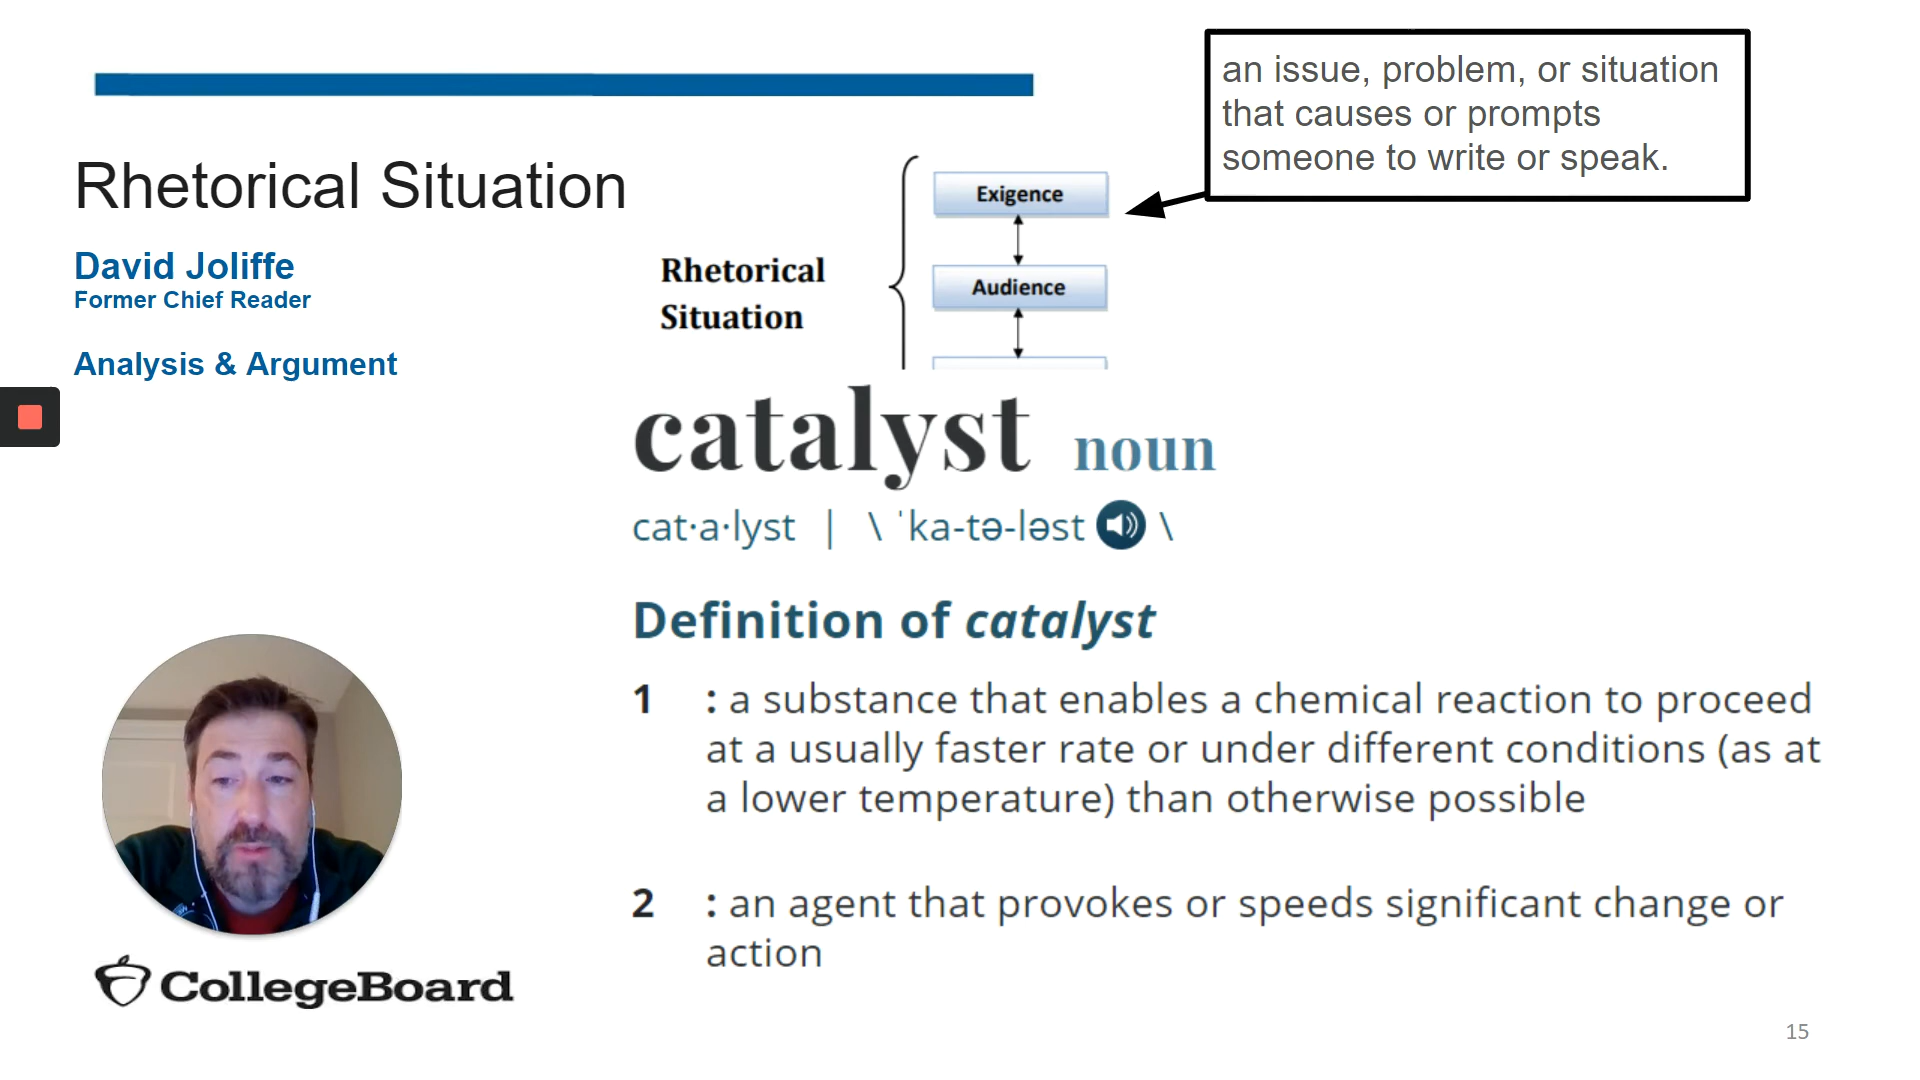 an issue, problem, or situation
that causes or prompts
someone to write or speak.
Rhetorical Situation
David Joliffe
Former Chief Reader
Analysis & Argument
Rhetorical
Situation
Exigence
Audience
catalyst noun
cat·a·lyst | \ ˈka-tə-ləst \
Definition of catalyst
1 : a substance that enables a chemical reaction to proceed
at a usually faster rate or under different conditions (as at
a lower temperature) than otherwise possible
2 : an agent that provokes or speeds significant change or
action
CollegeBoard
15